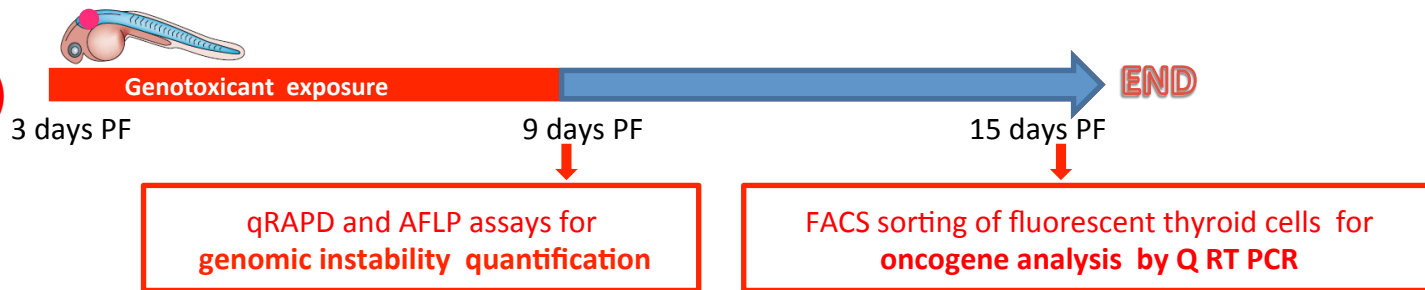 Genotoxicant exposure
END
3 days PF
9 days PF
15 days PF
qRAPD and AFLP assays for
genomic instability quantification
FACS sorting of fluorescent thyroid cells for
oncogene analysis by Q RT PCR